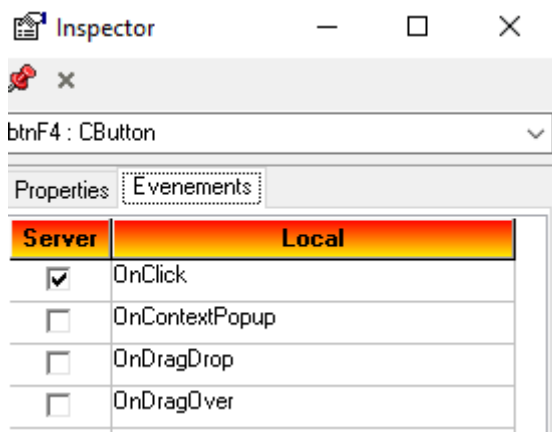 Inspector
btnF4 : CButton
Properties Evenements
Server Local
OnClick
OnContextPopup
OnDragDrop
OnDragOver